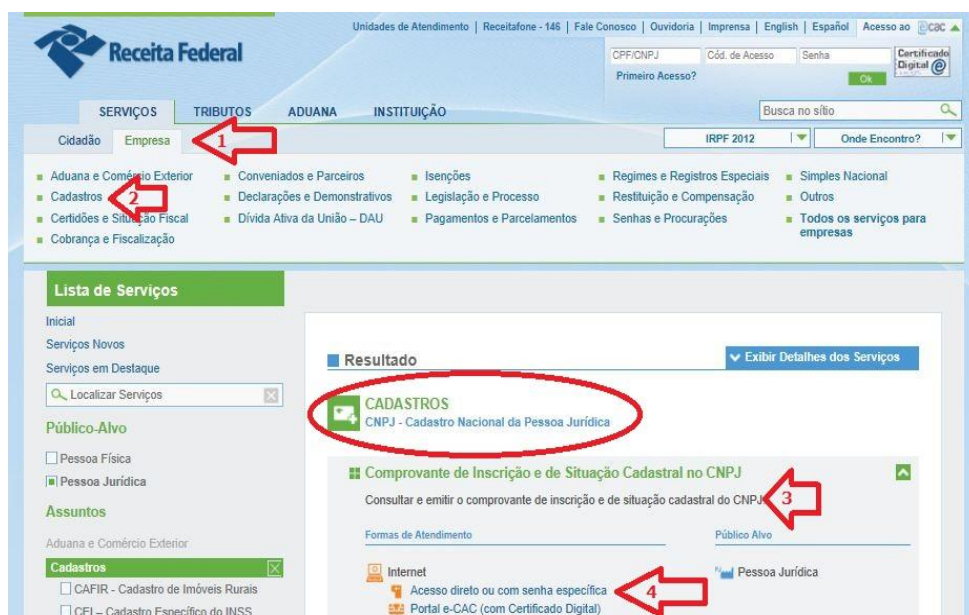 Unidades de Atendimento | Receitafone - 146 | Fale Conosco | Ouvidoria | Imprensa | English | Español Acesso ao eCAC
Receita Federal
CPF/CNPJ Cód. de Acesso Senha Certificado Digital
Primeiro Acesso? Ok
SERVIÇOS TRIBUTOS ADUANA INSTITUIÇÃO Busca no sítio
Cidadão Empresa 1 IRPF 2012 Onde Encontro?
Aduana e Comércio Exterior Conveniados e Parceiros Isenções Regimes e Registros Especiais Simples Nacional
Cadastros 2 Declarações e Demonstrativos Legislação e Processo Restituição e Compensação Outros
Certidões e Situação Fiscal Dívida Ativa da União – DAU Pagamentos e Parcelamentos Senhas e Procurações Todos os serviços para
empresas
Cobrança e Fiscalização
Lista de Serviços
Inicial
Serviços Novos
Serviços em Destaque
Localizar Serviços
Público-Alvo
Pessoa Física
Pessoa Jurídica
Assuntos
Aduana e Comércio Exterior
Cadastros
CAFIR - Cadastro de Imóveis Rurais
CEI – Cadastro Específico do INSS
Resultado Exibir Detalhes dos Serviços
CADASTROS
CNPJ - Cadastro Nacional da Pessoa Jurídica
Comprovante de Inscrição e de Situação Cadastral no CNPJ
Consultar e emitir o comprovante de inscrição e de situação cadastral do CNPJ 3
Formas de Atendimento Público Alvo
Internet Pessoa Jurídica
Acesso direto ou com senha específica 4
Portal e-CAC (com Certificado Digital)